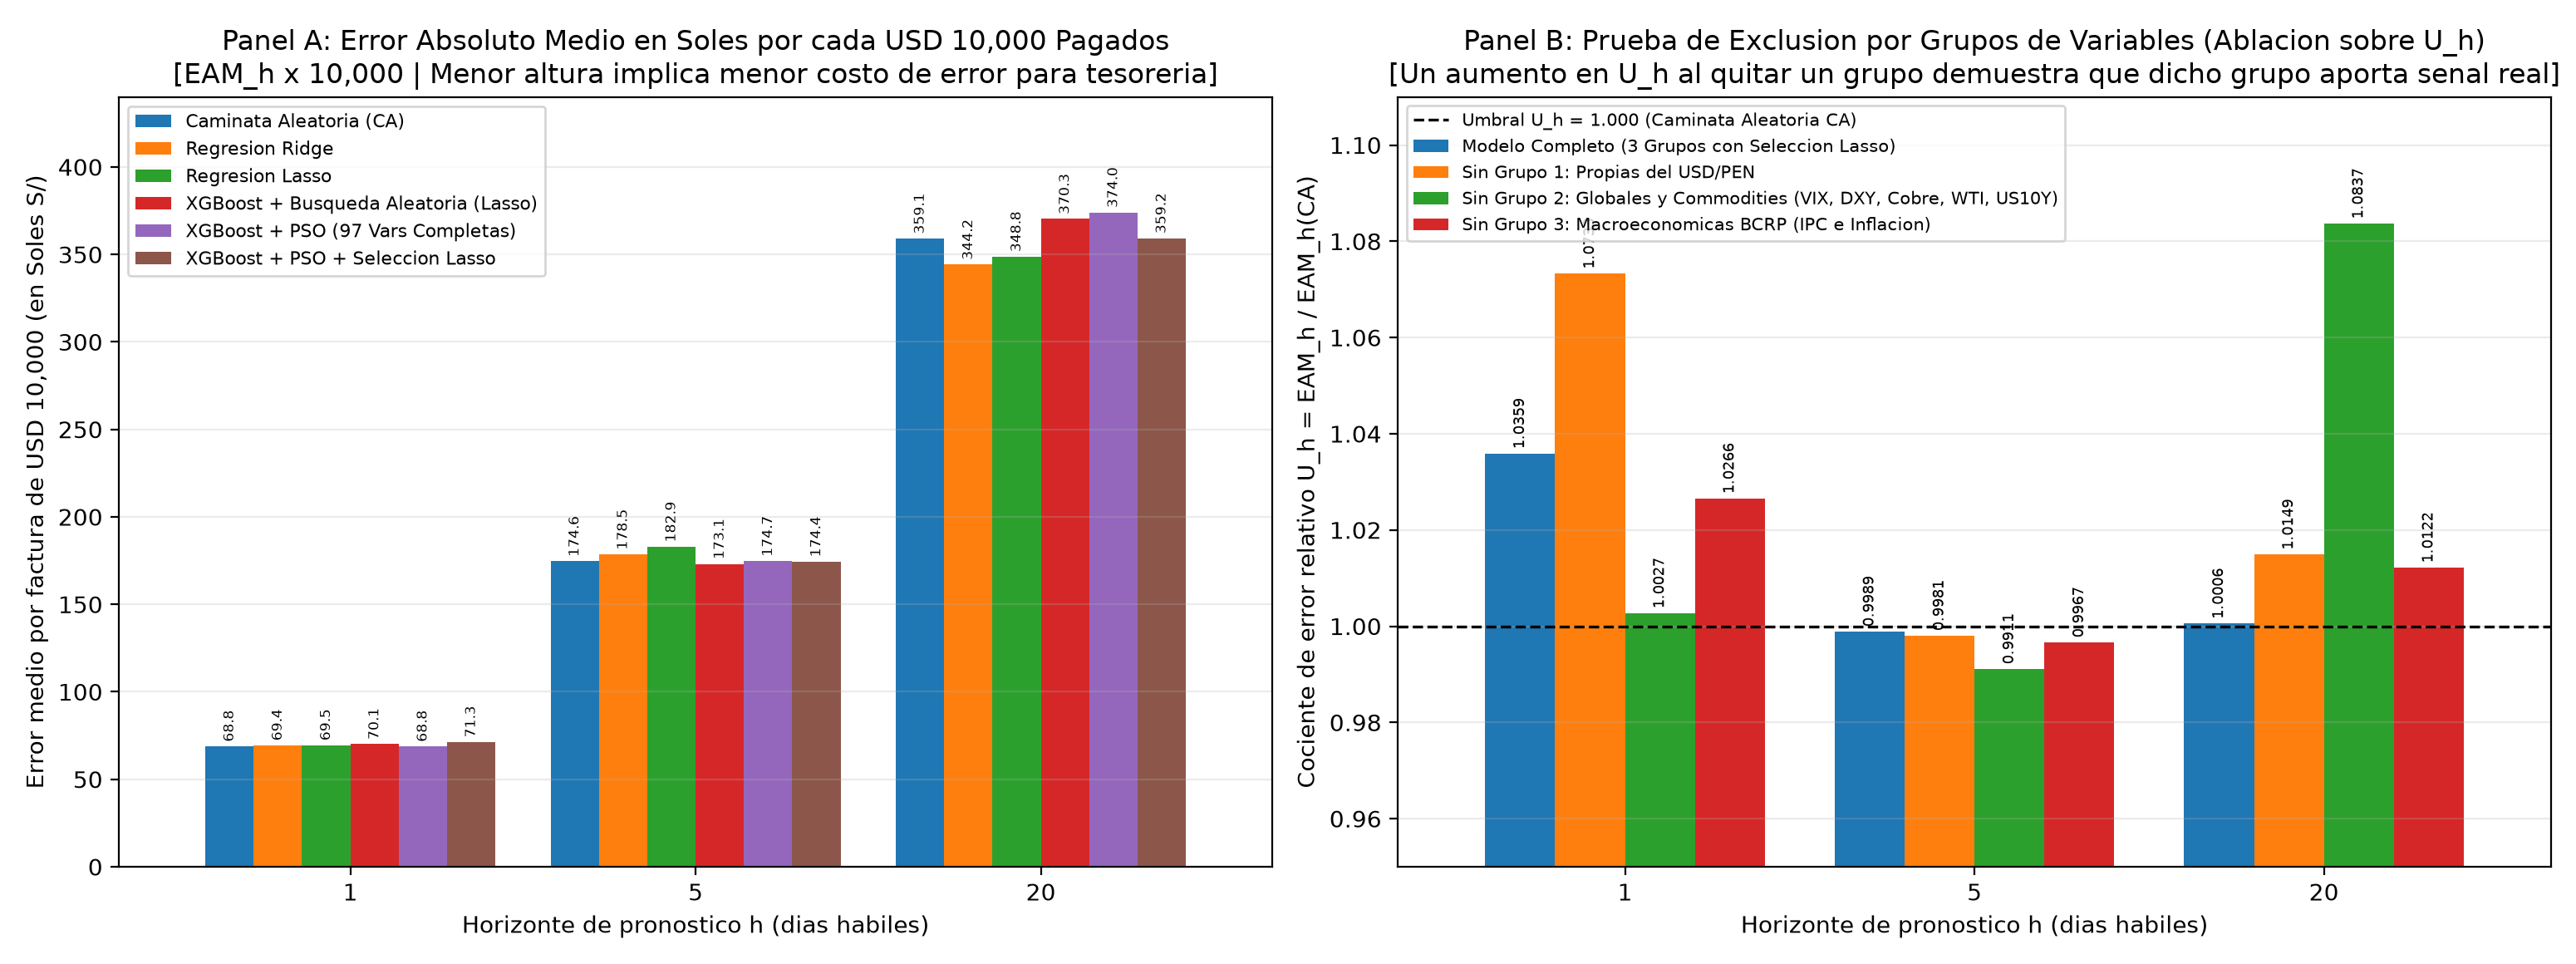 Panel A: Error Absoluto Medio en Soles por cada USD 10,000 Pagados
[EAM_h x 10,000 | Menor altura implica menor costo de error para tesoreria]
Error medio por factura de USD 10,000 (en Soles S/)
400
350
300
250
200
150
100
50
0
Caminata Aleatoria (CA)
Regresion Ridge
Regresion Lasso
XGBoost + Busqueda Aleatoria (Lasso)
XGBoost + PSO (97 Vars Completas)
XGBoost + PSO + Seleccion Lasso
68.8
69.4
69.5
70.1
68.8
71.3
174.6
178.5
182.9
173.1
174.7
174.4
359.1
344.2
348.8
370.3
374.0
359.2
1
5
20
Horizonte de pronostico h (dias habiles)
Panel B: Prueba de Exclusion por Grupos de Variables (Ablacion sobre U_h)
[Un aumento en U_h al quitar un grupo demuestra que dicho grupo aporta senal real]
Cociente de error relativo U_h = EAM_h / EAM_h(CA)
1.10
1.08
1.06
1.04
1.02
1.00
0.98
0.96
Umbral U_h = 1.000 (Caminata Aleatoria CA)
Modelo Completo (3 Grupos con Seleccion Lasso)
Sin Grupo 1: Propias del USD/PEN
Sin Grupo 2: Globales y Commodities (VIX, DXY, Cobre, WTI, US10Y)
Sin Grupo 3: Macroeconomicas BCRP (IPC e Inflacion)
1.0359
1.0027
1.0266
0.9989
0.9981
0.9911
0.9967
1.0006
1.0149
1.0837
1.0122
1
5
20
Horizonte de pronostico h (dias habiles)